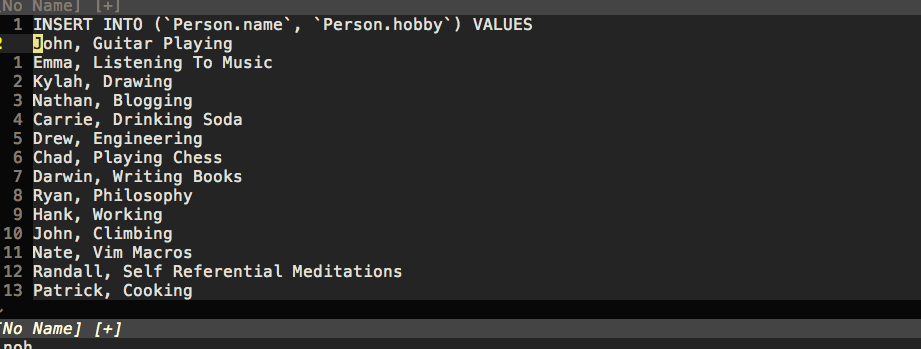 [No Name] [+]
1 INSERT INTO (`Person.name`, `Person.hobby`) VALUES
2 John, Guitar Playing
1 Emma, Listening To Music
2 Kylah, Drawing
3 Nathan, Blogging
4 Carrie, Drinking Soda
5 Drew, Engineering
6 Chad, Playing Chess
7 Darwin, Writing Books
8 Ryan, Philosophy
9 Hank, Working
10 John, Climbing
11 Nate, Vim Macros
12 Randall, Self Referential Meditations
13 Patrick, Cooking
~
[No Name] [+]
:noh